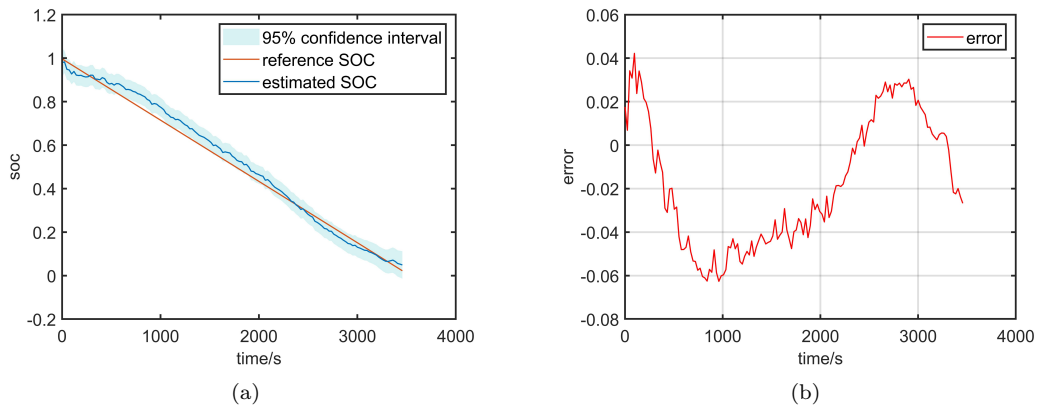 1.2
1
0.8
0.6
0.4
0.2
0
-0.2
soc
95% confidence interval
reference SOC
estimated SOC
0 1000 2000 3000 4000
time/s
(a)
0.06
0.04
0.02
0
-0.02
-0.04
-0.06
-0.08
error
error
0 1000 2000 3000 4000
time/s
(b)